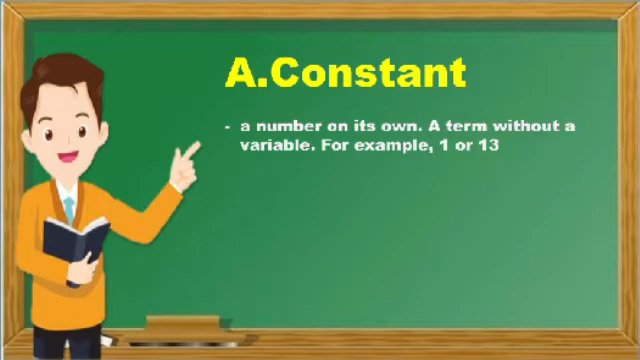 A.Constant
- a number on its own. A term without a
variable. For example, 1 or 13